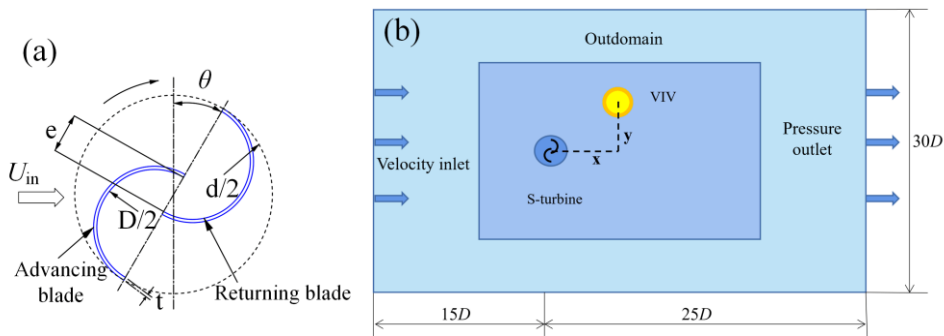 (a)
θ
e
U_in
d/2
D/2
Advancing
blade
t
Returning blade
(b)
Outdomain
VIV
Velocity inlet
x
y
S-turbine
Pressure
outlet
30D
15D
25D